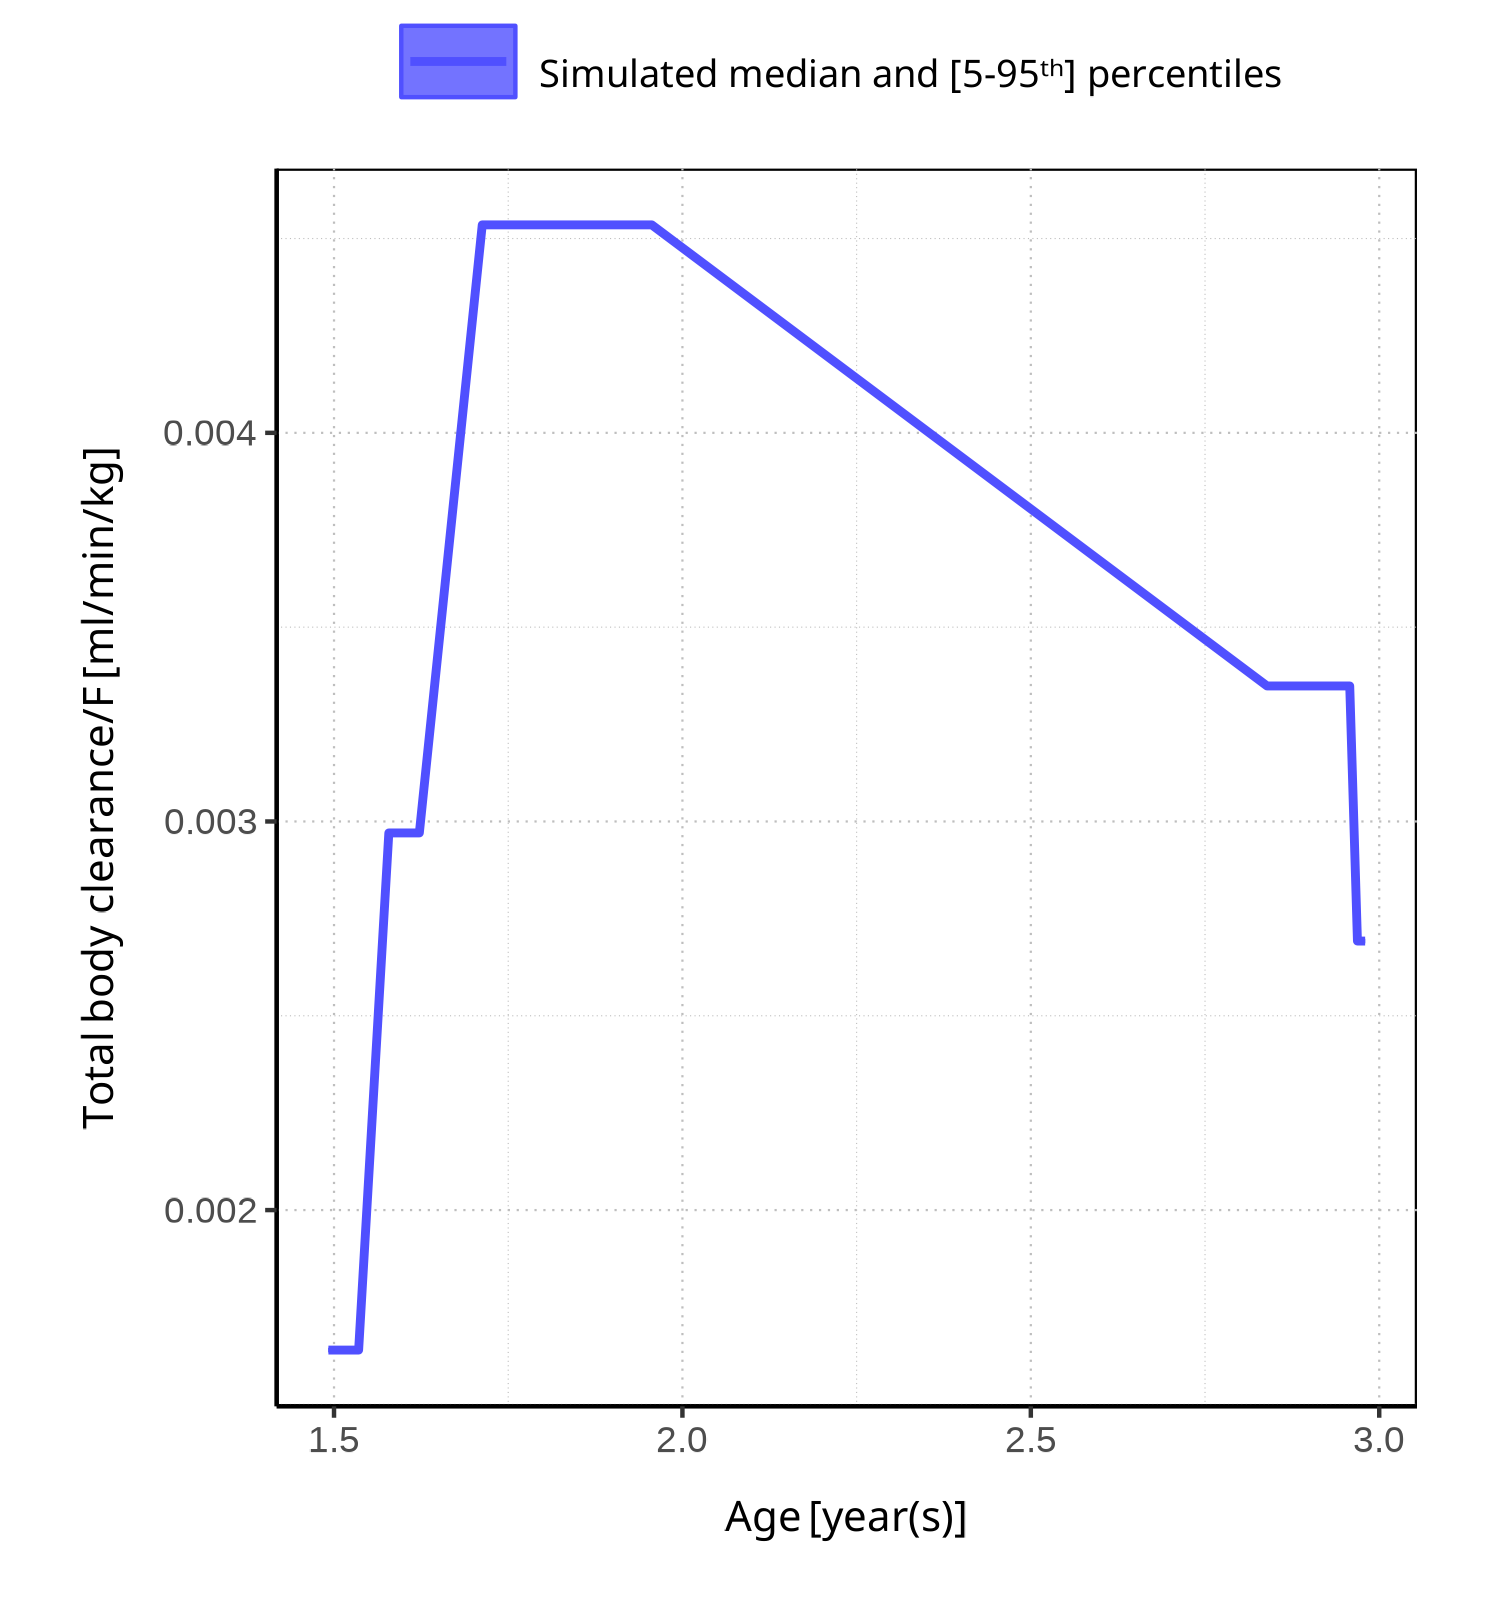 Simulated median and [5-95ᵗʰ] percentiles
Total body clearance/F [ml/min/kg]
0.004
0.003
0.002
1.5 2.0 2.5 3.0
Age [year(s)]